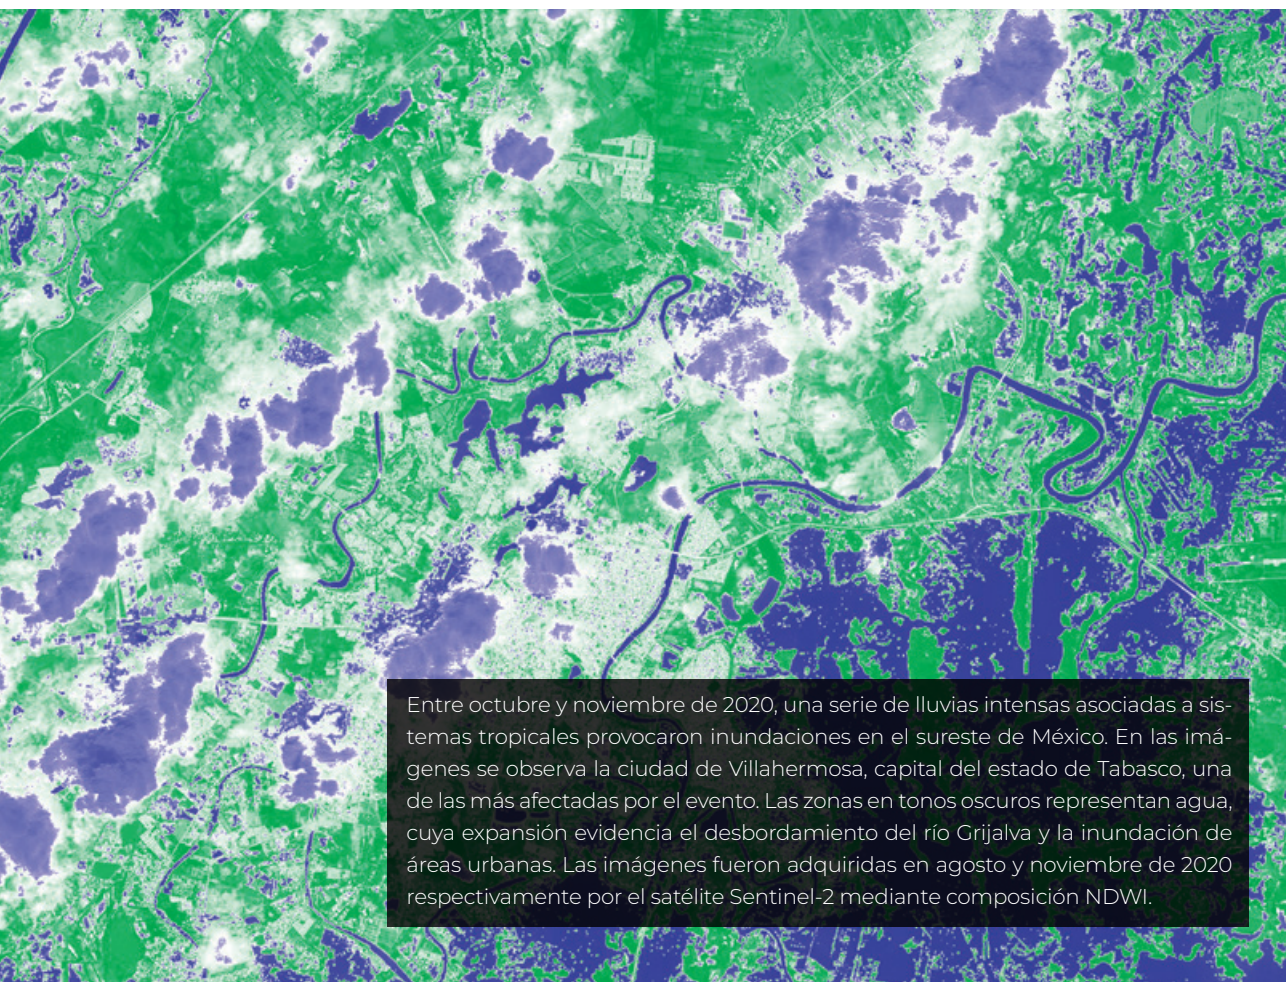 Entre octubre y noviembre de 2020, una serie de lluvias intensas asociadas a sis-
temas tropicales provocaron inundaciones en el sureste de México. En las imá-
genes se observa la ciudad de Villahermosa, capital del estado de Tabasco, una
de las más afectadas por el evento. Las zonas en tonos oscuros representan agua,
cuya expansión evidencia el desbordamiento del río Grijalva y la inundación de
áreas urbanas. Las imágenes fueron adquiridas en agosto y noviembre de 2020
respectivamente por el satélite Sentinel-2 mediante composición NDWI.